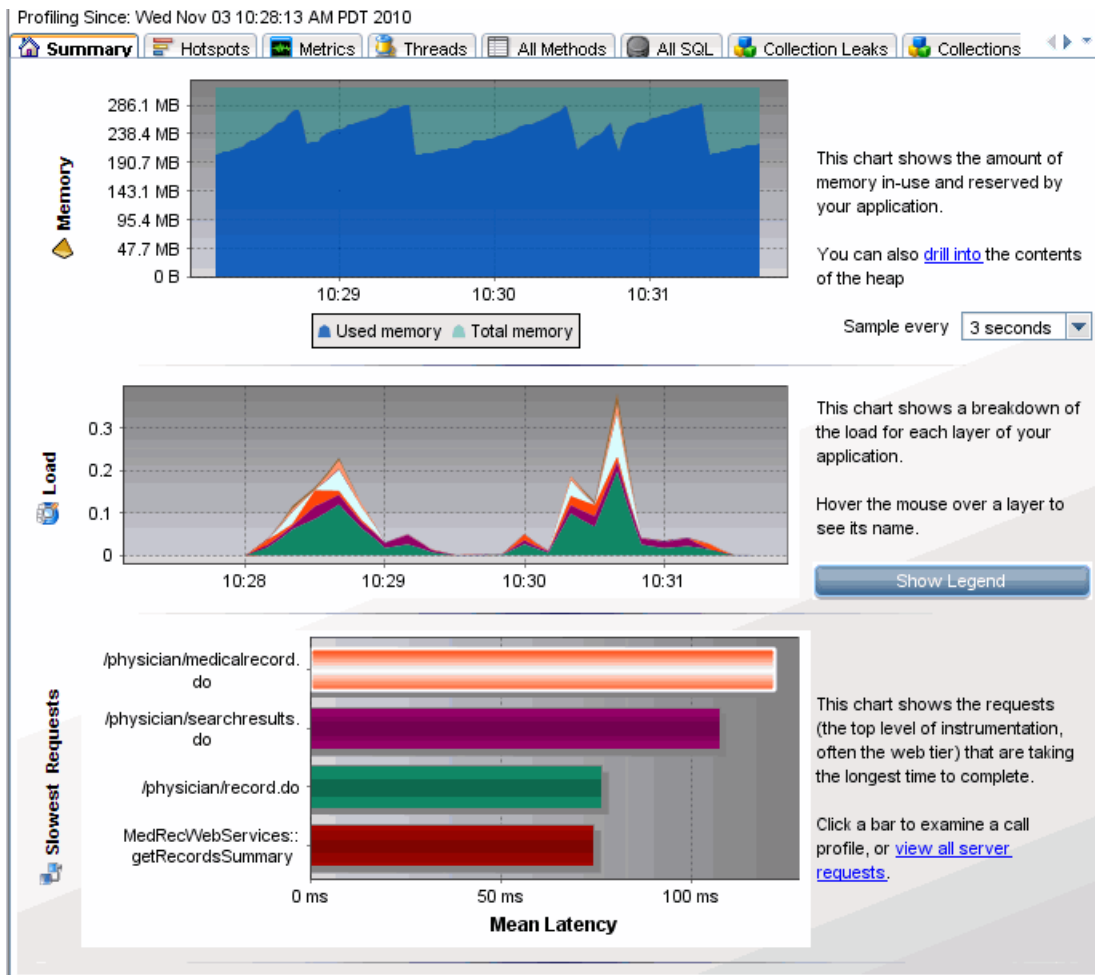 Profiling Since: Wed Nov 03 10:28:13 AM PDT 2010
Summary Hotspots Metrics Threads All Methods All SQL Collection Leaks Collections
Memory
286.1 MB
238.4 MB
190.7 MB
143.1 MB
95.4 MB
47.7 MB
0 B
10:29 10:30 10:31
Used memory Total memory
This chart shows the amount of
memory in-use and reserved by
your application.
You can also drill into the contents
of the heap
Sample every 3 seconds
Load
0.3
0.2
0.1
0
10:28 10:29 10:30 10:31
This chart shows a breakdown of
the load for each layer of your
application.
Hover the mouse over a layer to
see its name.
Show Legend
Slowest Requests
/physician/medicalrecord.
do
/physician/searchresults.
do
/physician/record.do
MedRecWebServices::
getRecordsSummary
0 ms 50 ms 100 ms
Mean Latency
This chart shows the requests
(the top level of instrumentation,
often the web tier) that are taking
the longest time to complete.
Click a bar to examine a call
profile, or view all server
requests.